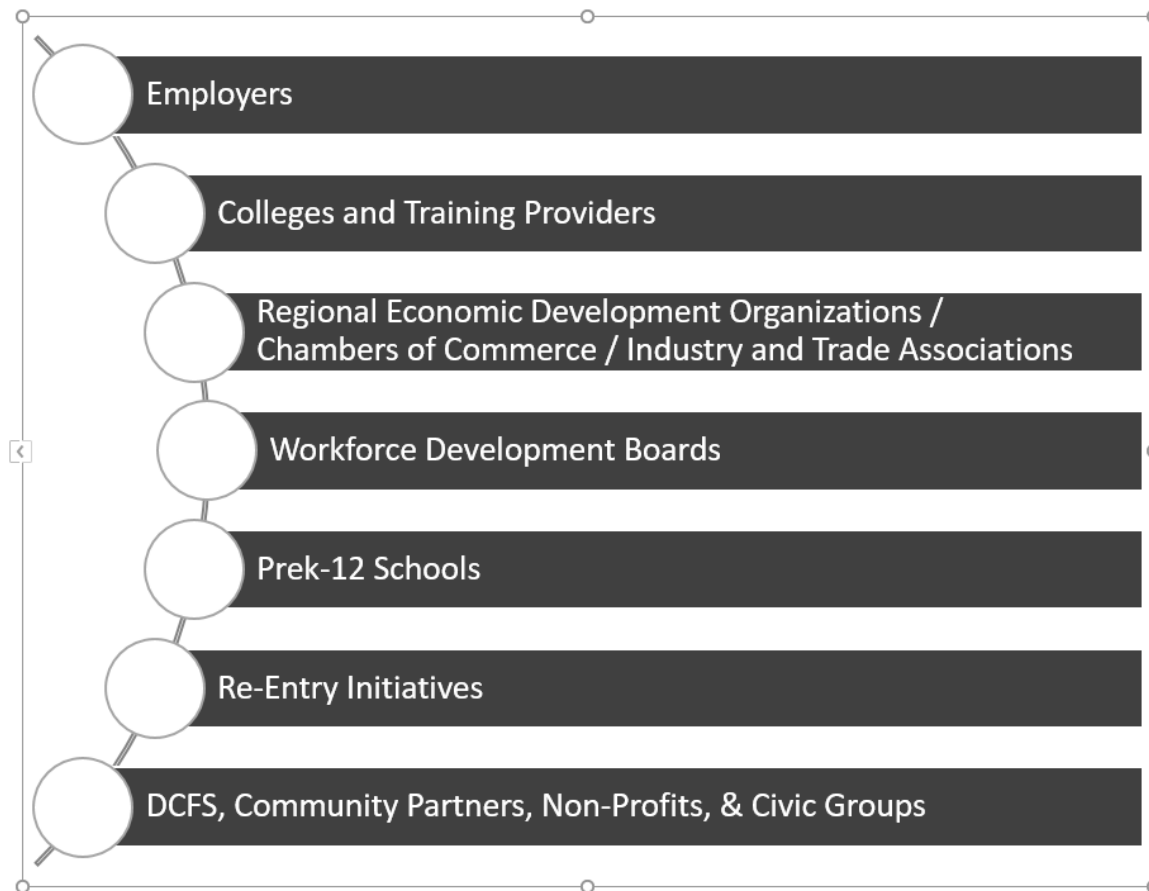 Employers
Colleges and Training Providers
Regional Economic Development Organizations /
Chambers of Commerce / Industry and Trade Associations
Workforce Development Boards
Prek-12 Schools
Re-Entry Initiatives
DCFS, Community Partners, Non-Profits, & Civic Groups